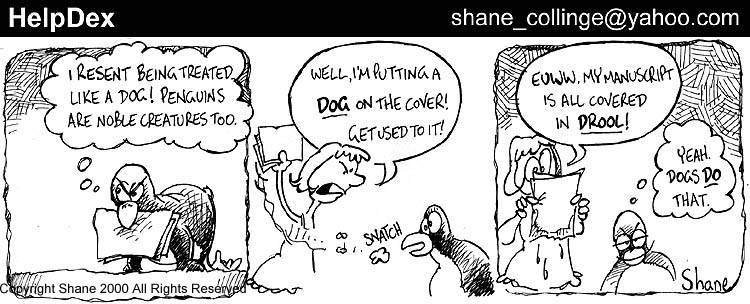 HelpDex
shane_collinge@yahoo.com
I RESENT BEING TREATED
LIKE A DOG! PENGUINS
ARE NOBLE CREATURES TOO.
WELL, I'M PUTTING A
DOG ON THE COVER!
GET USED TO IT!
SNATCH
EUWW, MY MANUSCRIPT
IS ALL COVERED
IN DROOL!
YEAH.
DOGS DO
THAT.
Shane
Copyright Shane 2000 All Rights Reserved